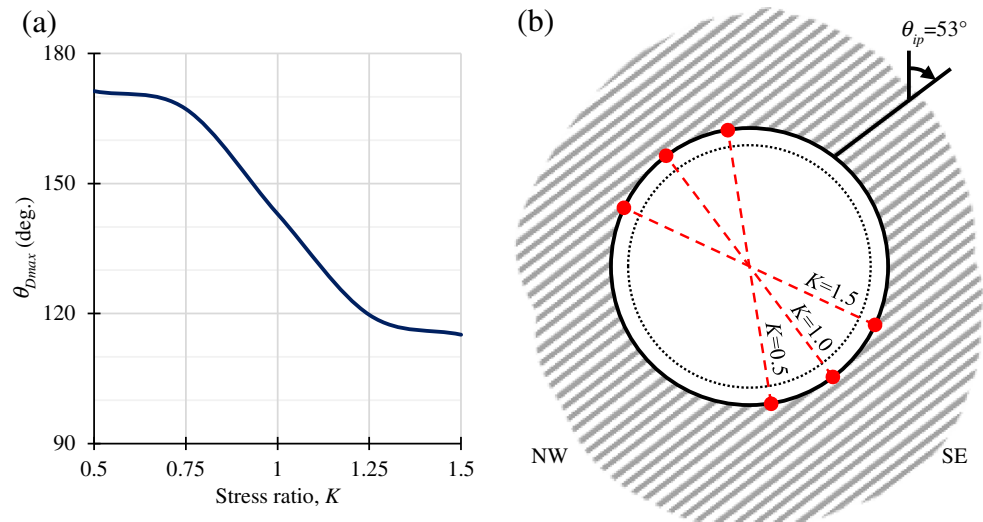 (a)
180
150
120
90
θDmax (deg.)
0.5
0.75
1
1.25
1.5
Stress ratio, K
(b)
θip=53°
K=1.5
K=1.0
K=0.5
NW
SE